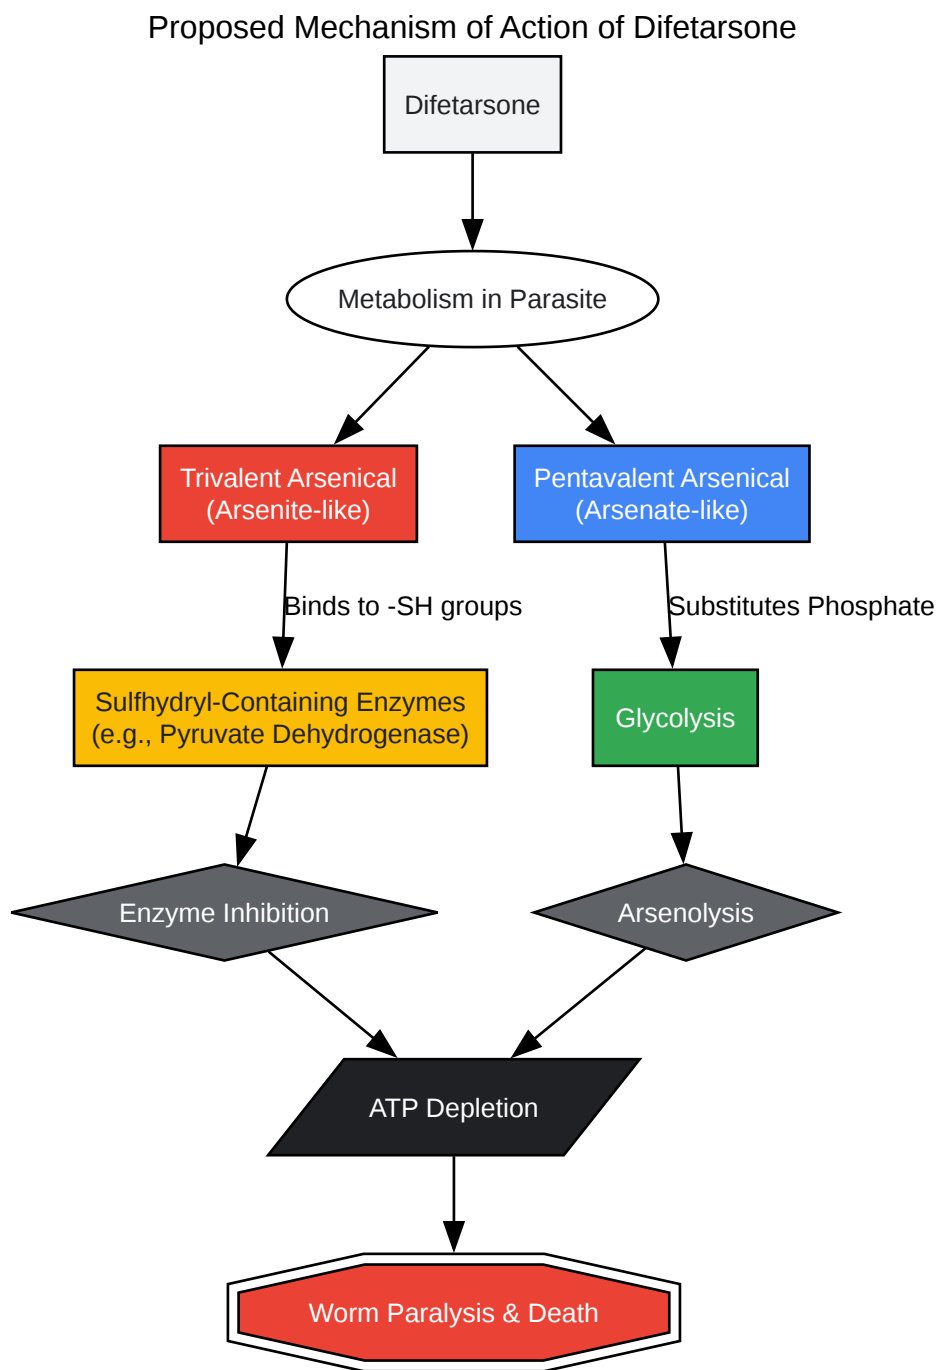 Proposed Mechanism of Action of Difetarsone
Difetarsone
Metabolism in Parasite
Trivalent Arsenical
(Arsenite-like)
Pentavalent Arsenical
(Arsenate-like)
Binds to -SH groups
Substitutes Phosphate
Sulfhydryl-Containing Enzymes
(e.g., Pyruvate Dehydrogenase)
Glycolysis
Enzyme Inhibition
Arsenolysis
ATP Depletion
Worm Paralysis & Death